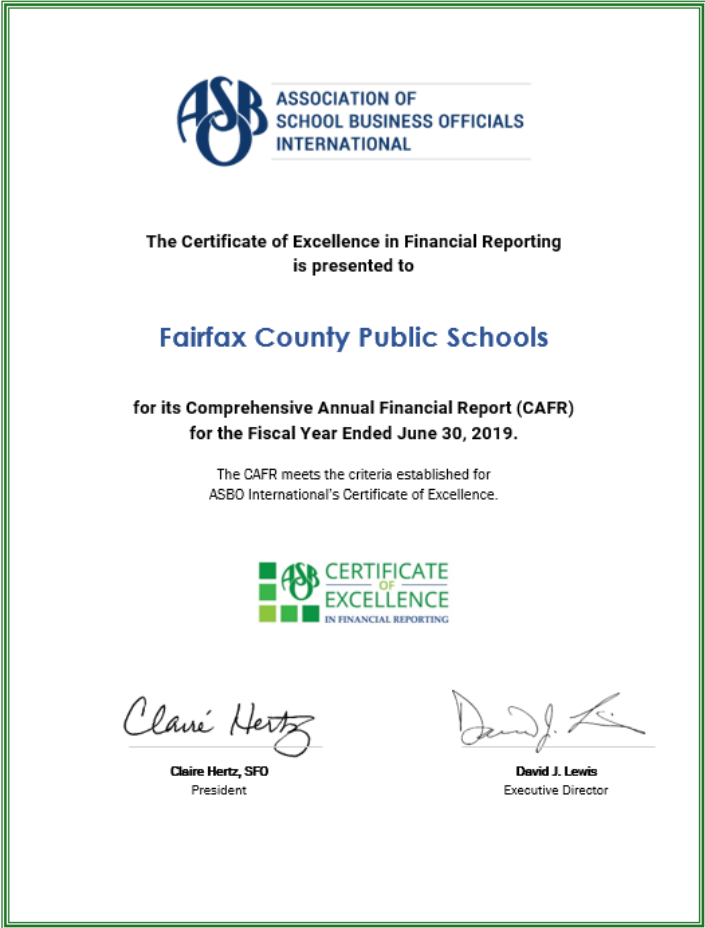 ASBO
ASSOCIATION OF
SCHOOL BUSINESS OFFICIALS
INTERNATIONAL
The Certificate of Excellence in Financial Reporting
is presented to
Fairfax County Public Schools
for its Comprehensive Annual Financial Report (CAFR)
for the Fiscal Year Ended June 30, 2019.
The CAFR meets the criteria established for
ASBO International's Certificate of Excellence.
ASBO
CERTIFICATE
OF
EXCELLENCE
IN FINANCIAL REPORTING
Claire Hertz
David J. Lewis
Claire Hertz, SFO
David J. Lewis
President
Executive Director